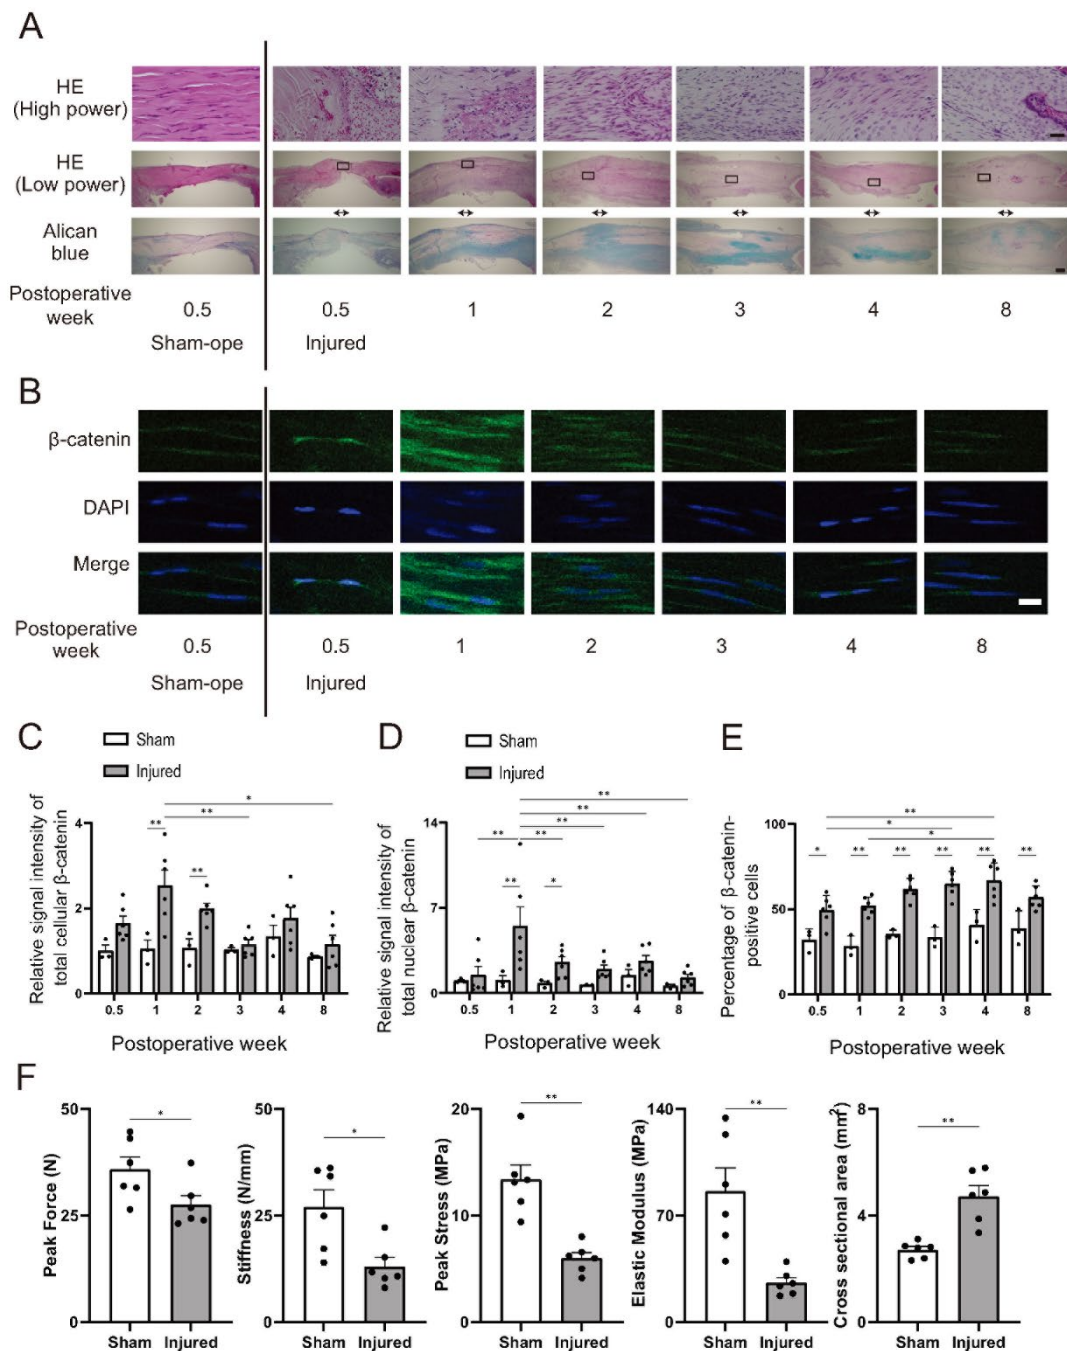 A
HE
(High power)
HE
(Low power)
Alican
blue
Postoperative
week
0.5 0.5 1 2 3 4 8
Sham-ope Injured
B
β-catenin
DAPI
Merge
Postoperative
week
0.5 0.5 1 2 3 4 8
Sham-ope Injured
C
Sham
Injured
Relative signal intensity of
total cellular β-catenin
4
2
0
** ** ** *
0.5 1 2 3 4 8
Postoperative week
D
Sham
Injured
Relative signal intensity of
total nuclear β-catenin
14
7
0
** ** ** ** ** ** *
0.5 1 2 3 4 8
Postoperative week
E
Percentage of β-catenin-
positive cells
100
50
0
** * * * ** ** ** ** **
0.5 1 2 3 4 8
Postoperative week
F
Peak Force (N)
50
25
0
*
Sham Injured
Stiffness (N/mm)
50
25
0
*
Sham Injured
Peak Stress (MPa)
20
10
0
**
Sham Injured
Elastic Modulus (MPa)
140
70
0
**
Sham Injured
Cross sectional area (mm²)
8
4
0
**
Sham Injured